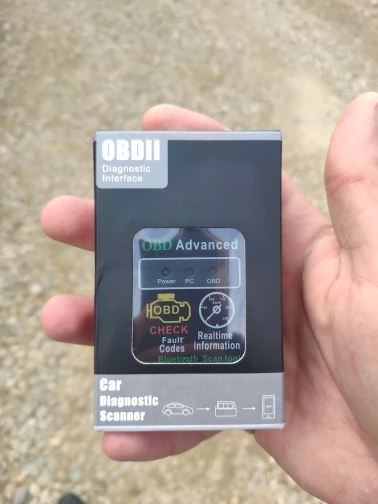 OBDII
Diagnostic
Interface
OBD Advanced
Power PC OBD
OBD
CHECK
Fault
Codes
Realtime
Information
Bluetooth Scan tool
Car
Diagnostic
Scanner